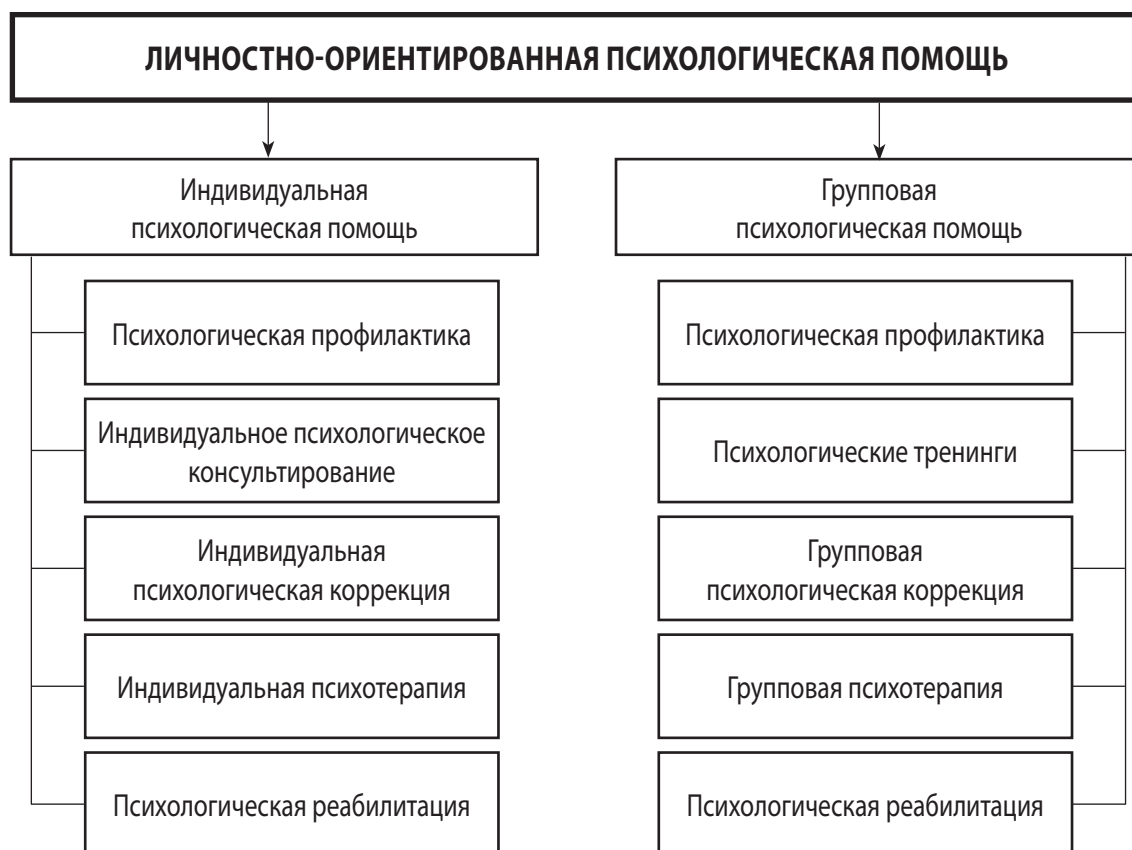 ЛИЧНОСТНО-ОРИЕНТИРОВАННАЯ ПСИХОЛОГИЧЕСКАЯ ПОМОЩЬ
Индивидуальная
психологическая помощь
Психологическая профилактика
Индивидуальное психологическое
консультирование
Индивидуальная
психологическая коррекция
Индивидуальная психотерапия
Психологическая реабилитация
Групповая
психологическая помощь
Психологическая профилактика
Психологические тренинги
Групповая
психологическая коррекция
Групповая психотерапия
Психологическая реабилитация